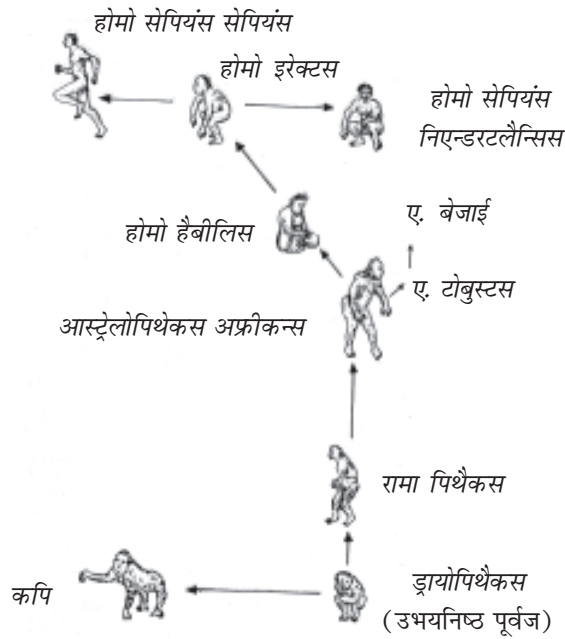 होमो सेपियंस सेपियंस
होमो इरेक्टस
होमो सेपियंस
निएन्डरटलैन्सिस
ए. बेजाई
होमो हैबीलिस
ए. टोबुस्टस
आस्ट्रेलोपिथेकस अफ्रीकन्स
रामा पिथैकस
कपि
ड्रायोपिथैकस
(उभयनिष्ठ पूर्वज)